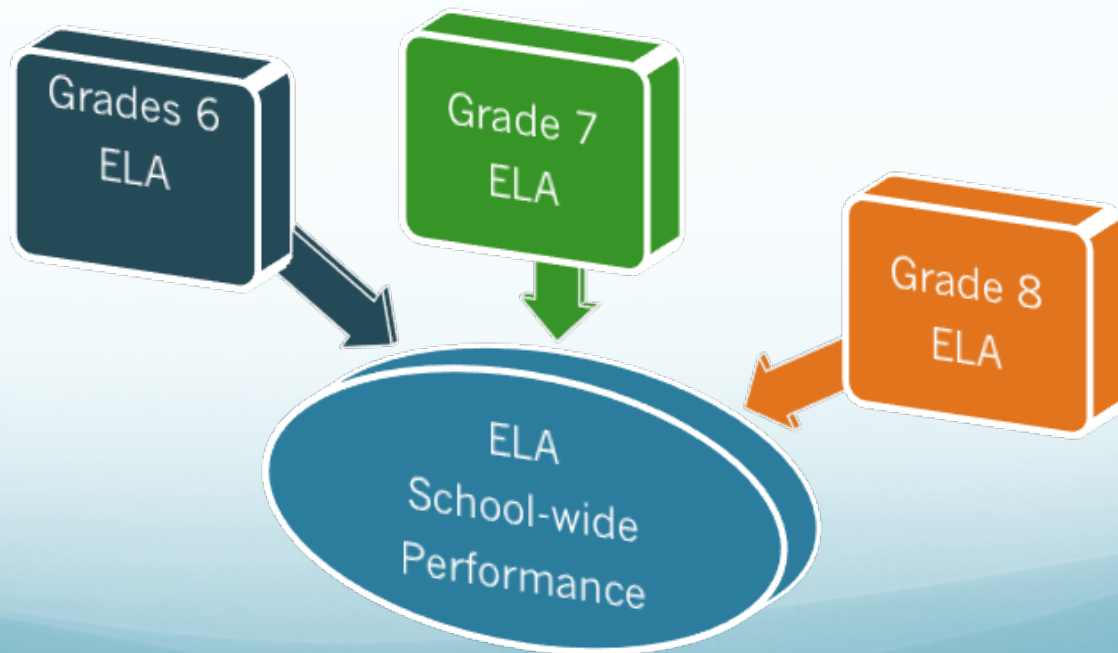 Grades 6
ELA
Grade 7
ELA
Grade 8
ELA
ELA
School-wide
Performance